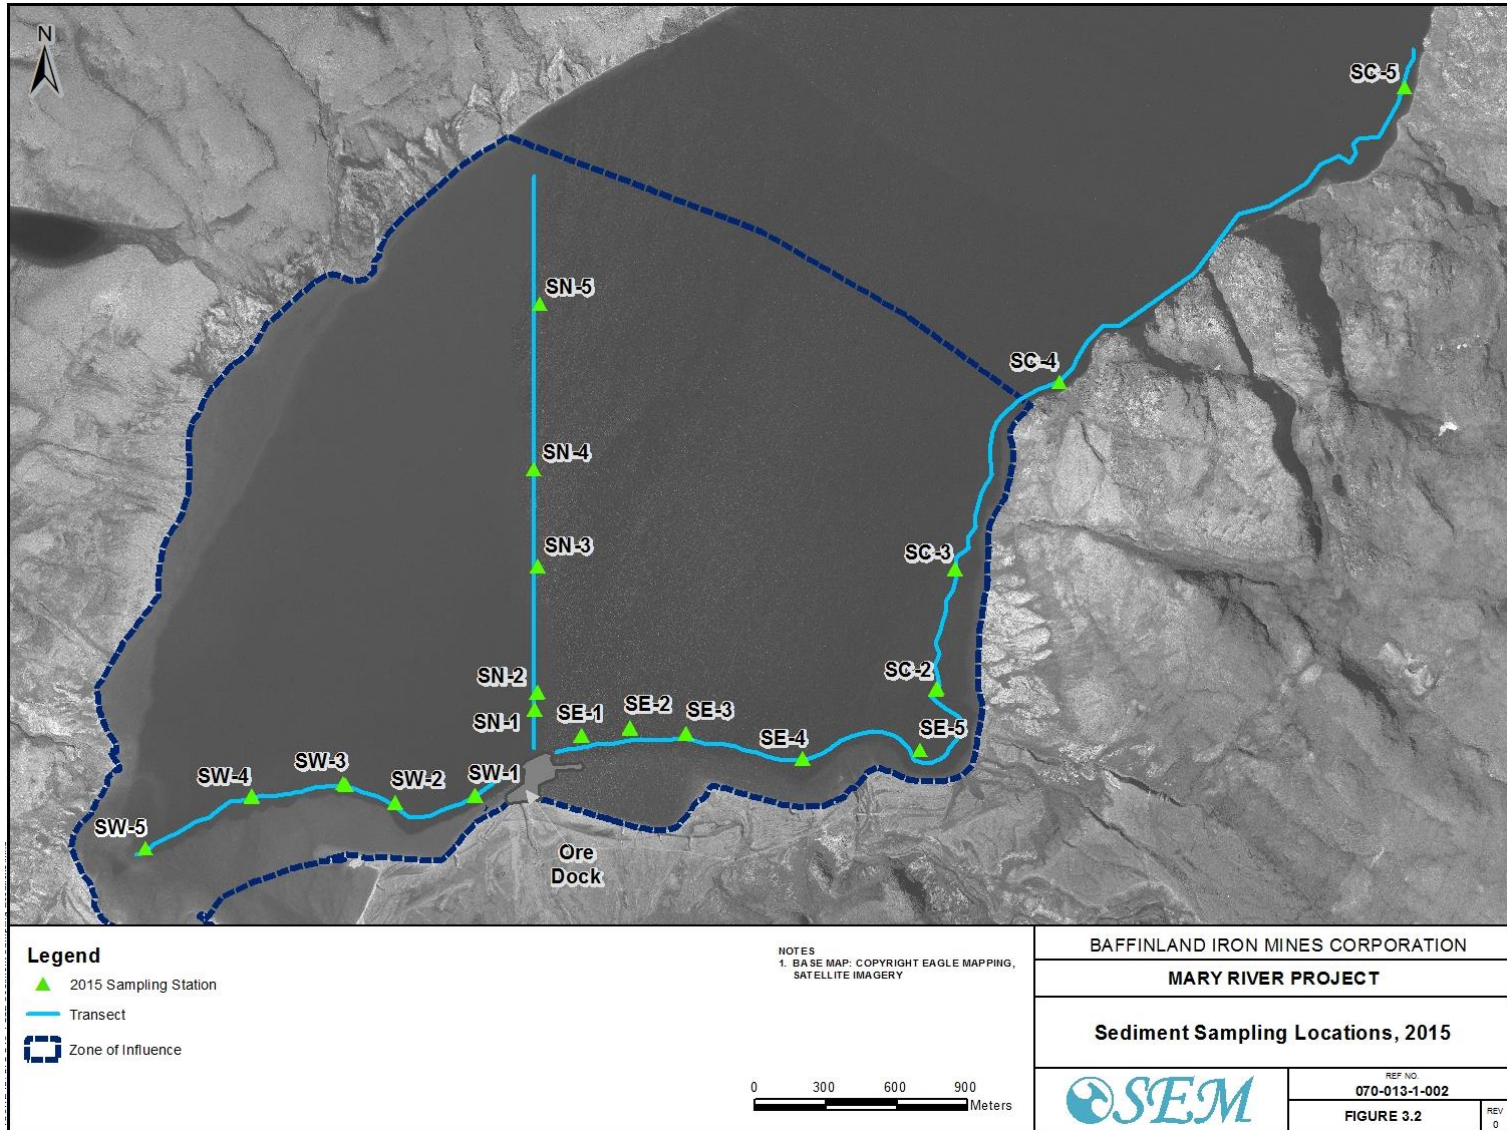 N
SC-5
SN-5
SC-4
SN-4
SN-3
SC-3
SN-2
SC-2
SN-1
SE-1
SE-2
SE-3
SE-4
SE-5
SW-4
SW-3
SW-2
SW-1
SW-5
Ore
Dock
Legend
2015 Sampling Station
Transect
Zone of Influence
NOTES
1. BASE MAP: COPYRIGHT EAGLE MAPPING,
SATELLITE IMAGERY
0 300 600 900
Meters
BAFFINLAND IRON MINES CORPORATION
MARY RIVER PROJECT
Sediment Sampling Locations, 2015
SEM
REF NO.
070-013-1-002
FIGURE 3.2
REV
0